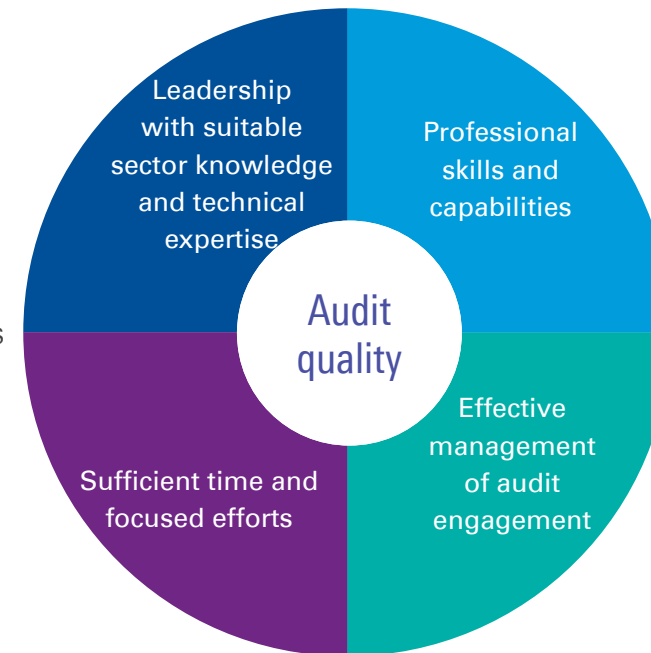 Leadership
with suitable
sector knowledge
and technical
expertise
Professional
skills and
capabilities
Audit
quality
s
Sufficient time and
focused efforts
Effective
management
of audit
engagement